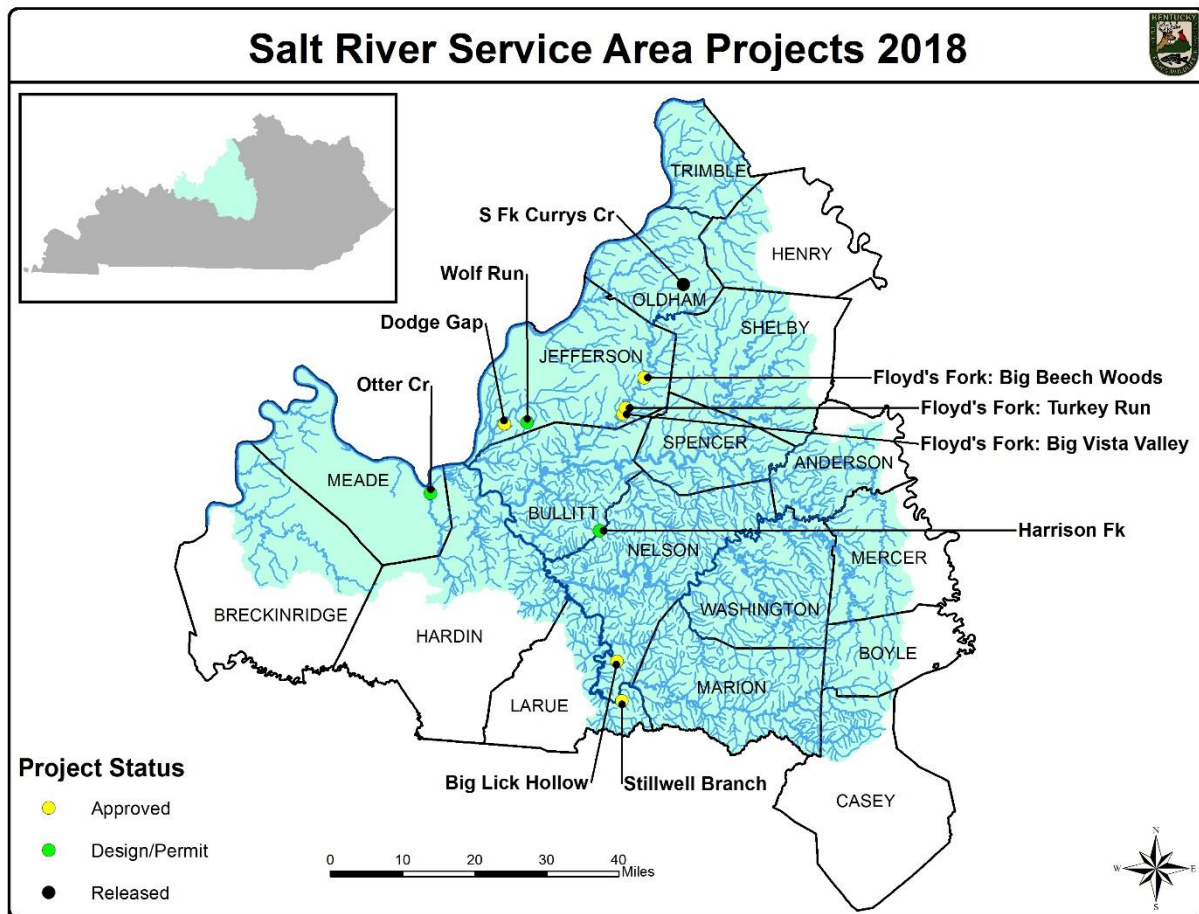 Salt River Service Area Projects 2018
KENTUCKY
TRIMBLE
S Fk Currys Cr
HENRY
Wolf Run
OLDHAM
SHELBY
Dodge Gap
JEFFERSON
Otter Cr
Floyd's Fork: Big Beech Woods
Floyd's Fork: Turkey Run
Floyd's Fork: Big Vista Valley
SPENCER
ANDERSON
MEADE
BULLITT
Harrison Fk
NELSON
MERCER
WASHINGTON
BRECKINRIDGE
HARDIN
BOYLE
MARION
LARUE
Big Lick Hollow
Stillwell Branch
CASEY
Project Status
Approved
Design/Permit
Released
0 10 20 30 40
Miles
N
W E
S